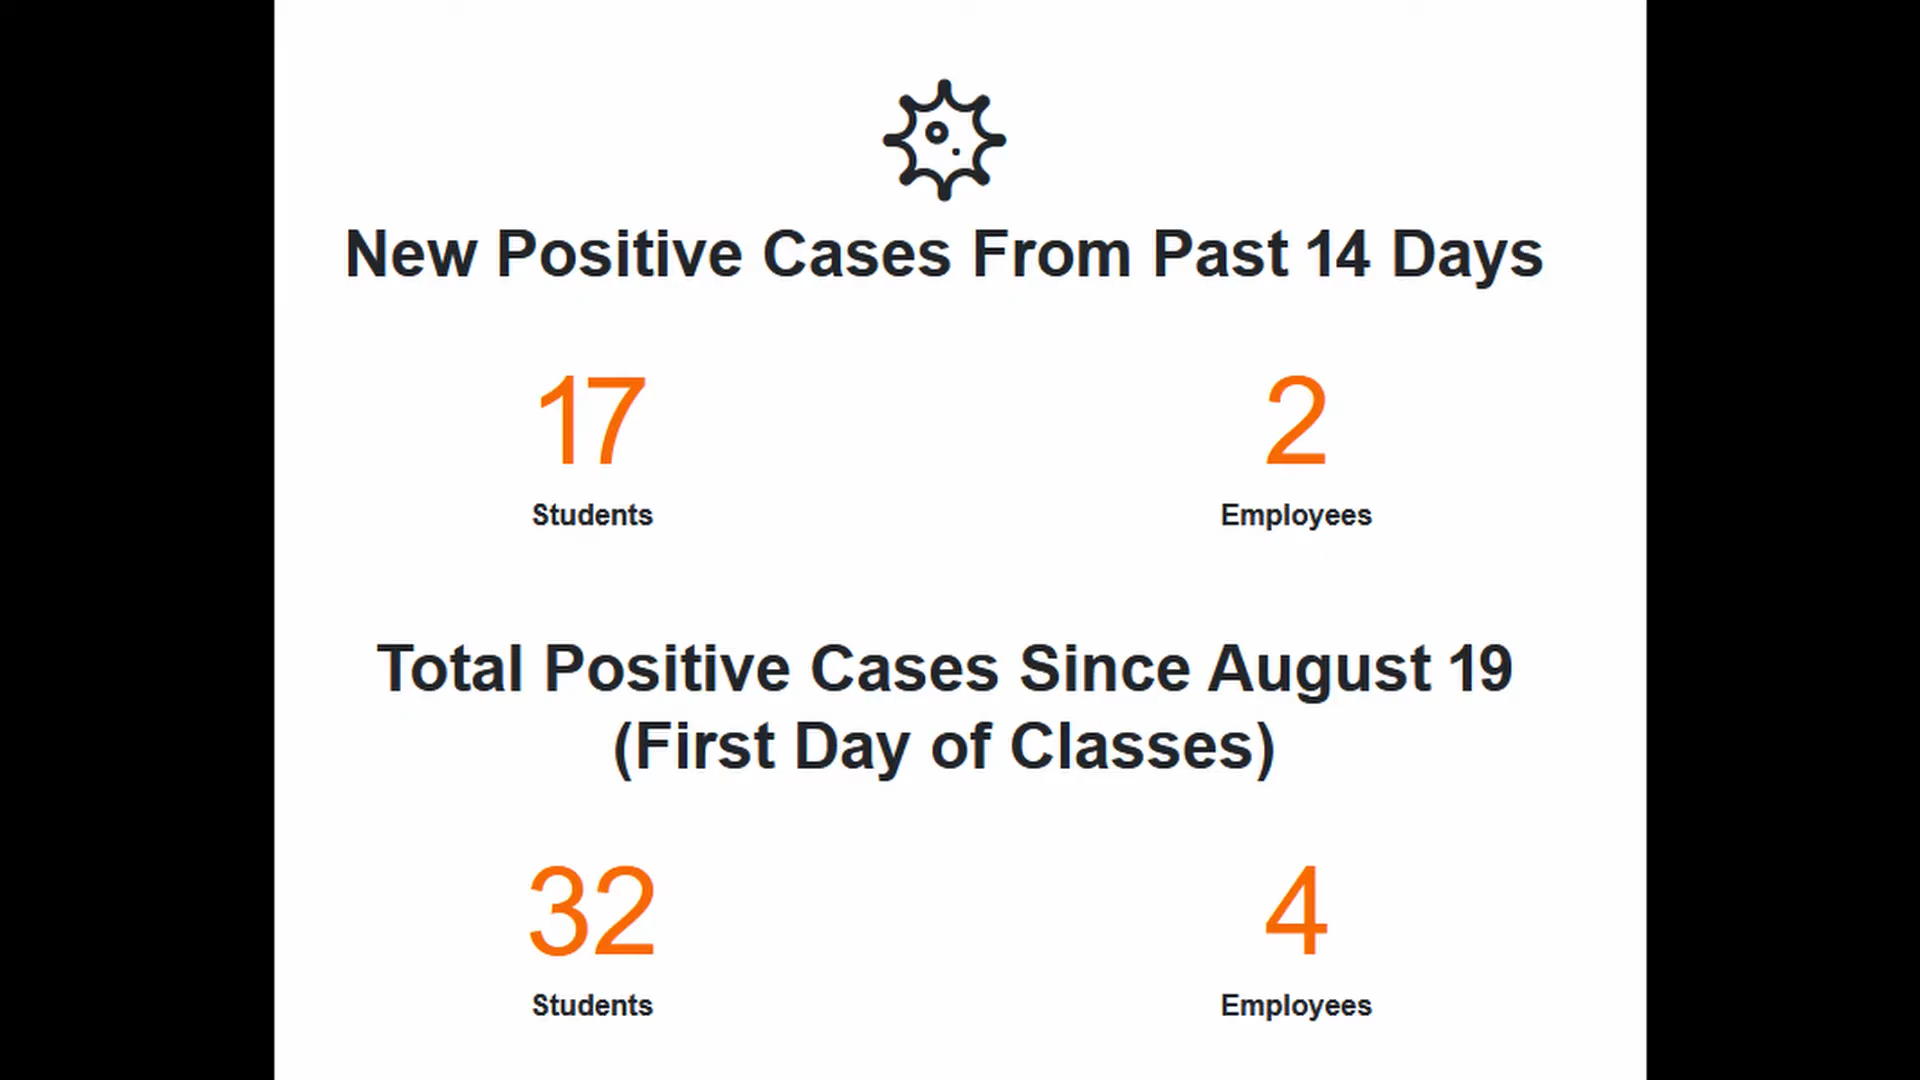 New Positive Cases From Past 14 Days
17 2
Students Employees
Total Positive Cases Since August 19
(First Day of Classes)
32 4
Students Employees